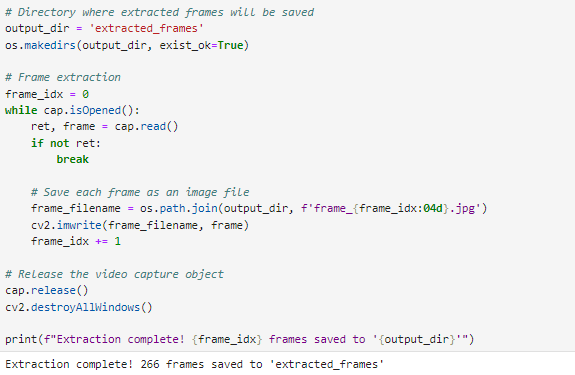 # Directory where extracted frames will be saved
output_dir = 'extracted_frames'
os.makedirs(output_dir, exist_ok=True)

# Frame extraction
frame_idx = 0
while cap.isOpened():
    ret, frame = cap.read()
    if not ret:
        break

    # Save each frame as an image file
    frame_filename = os.path.join(output_dir, f'frame_{frame_idx:04d}.jpg')
    cv2.imwrite(frame_filename, frame)
    frame_idx += 1

# Release the video capture object
cap.release()
cv2.destroyAllWindows()

print(f"Extraction complete! {frame_idx} frames saved to '{output_dir}'")
Extraction complete! 266 frames saved to 'extracted_frames'